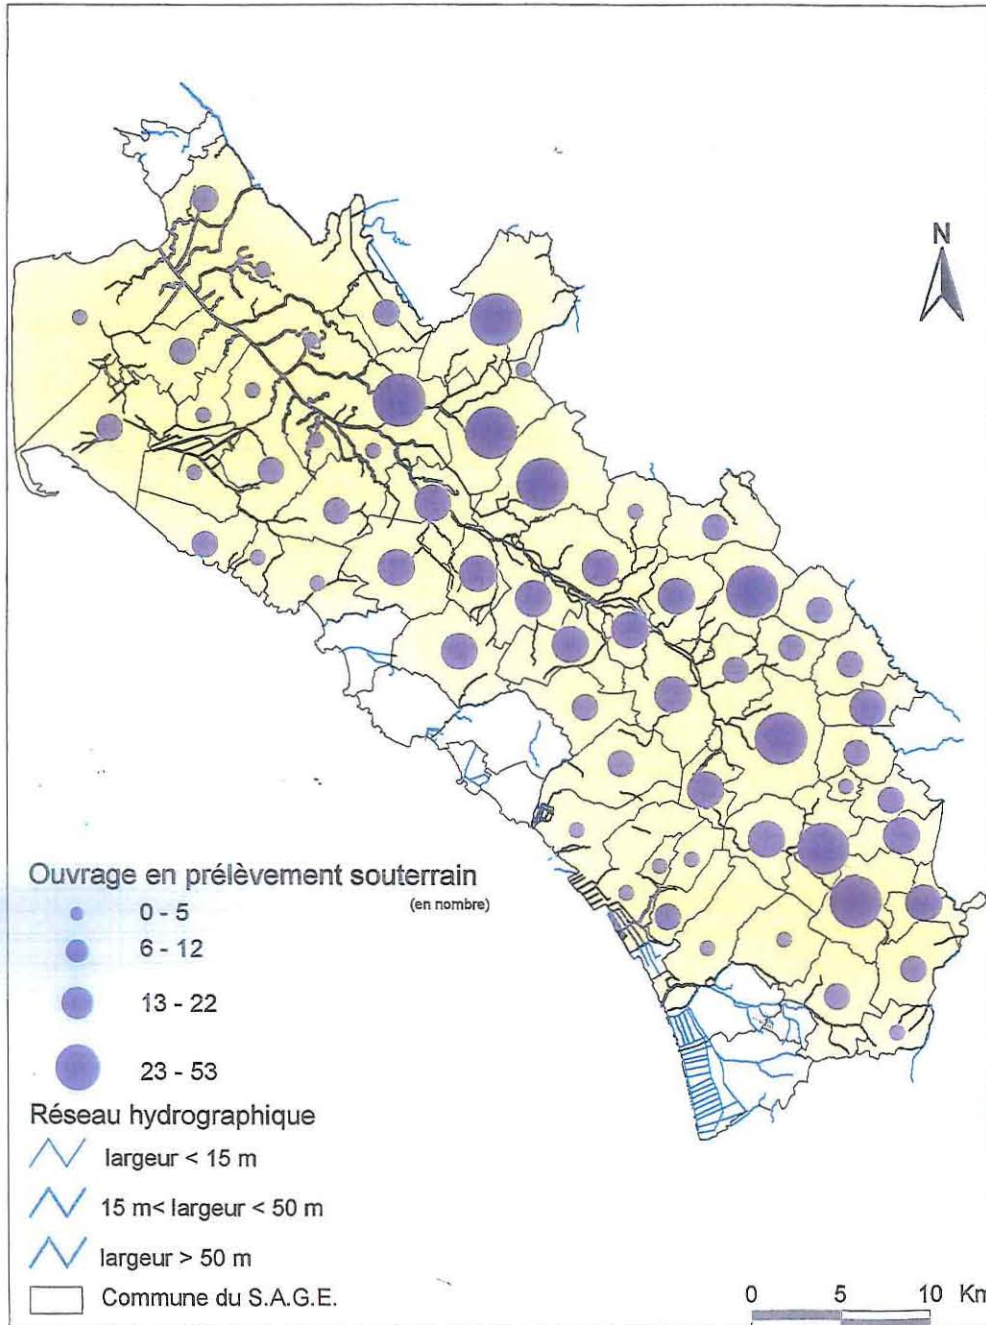 N
Ouvrage en prélèvement souterrain
(en nombre)
0 - 5
6 - 12
13 - 22
23 - 53
Réseau hydrographique
largeur < 15 m
15 m< largeur < 50 m
largeur > 50 m
Commune du S.A.G.E.
0 5 10 Km